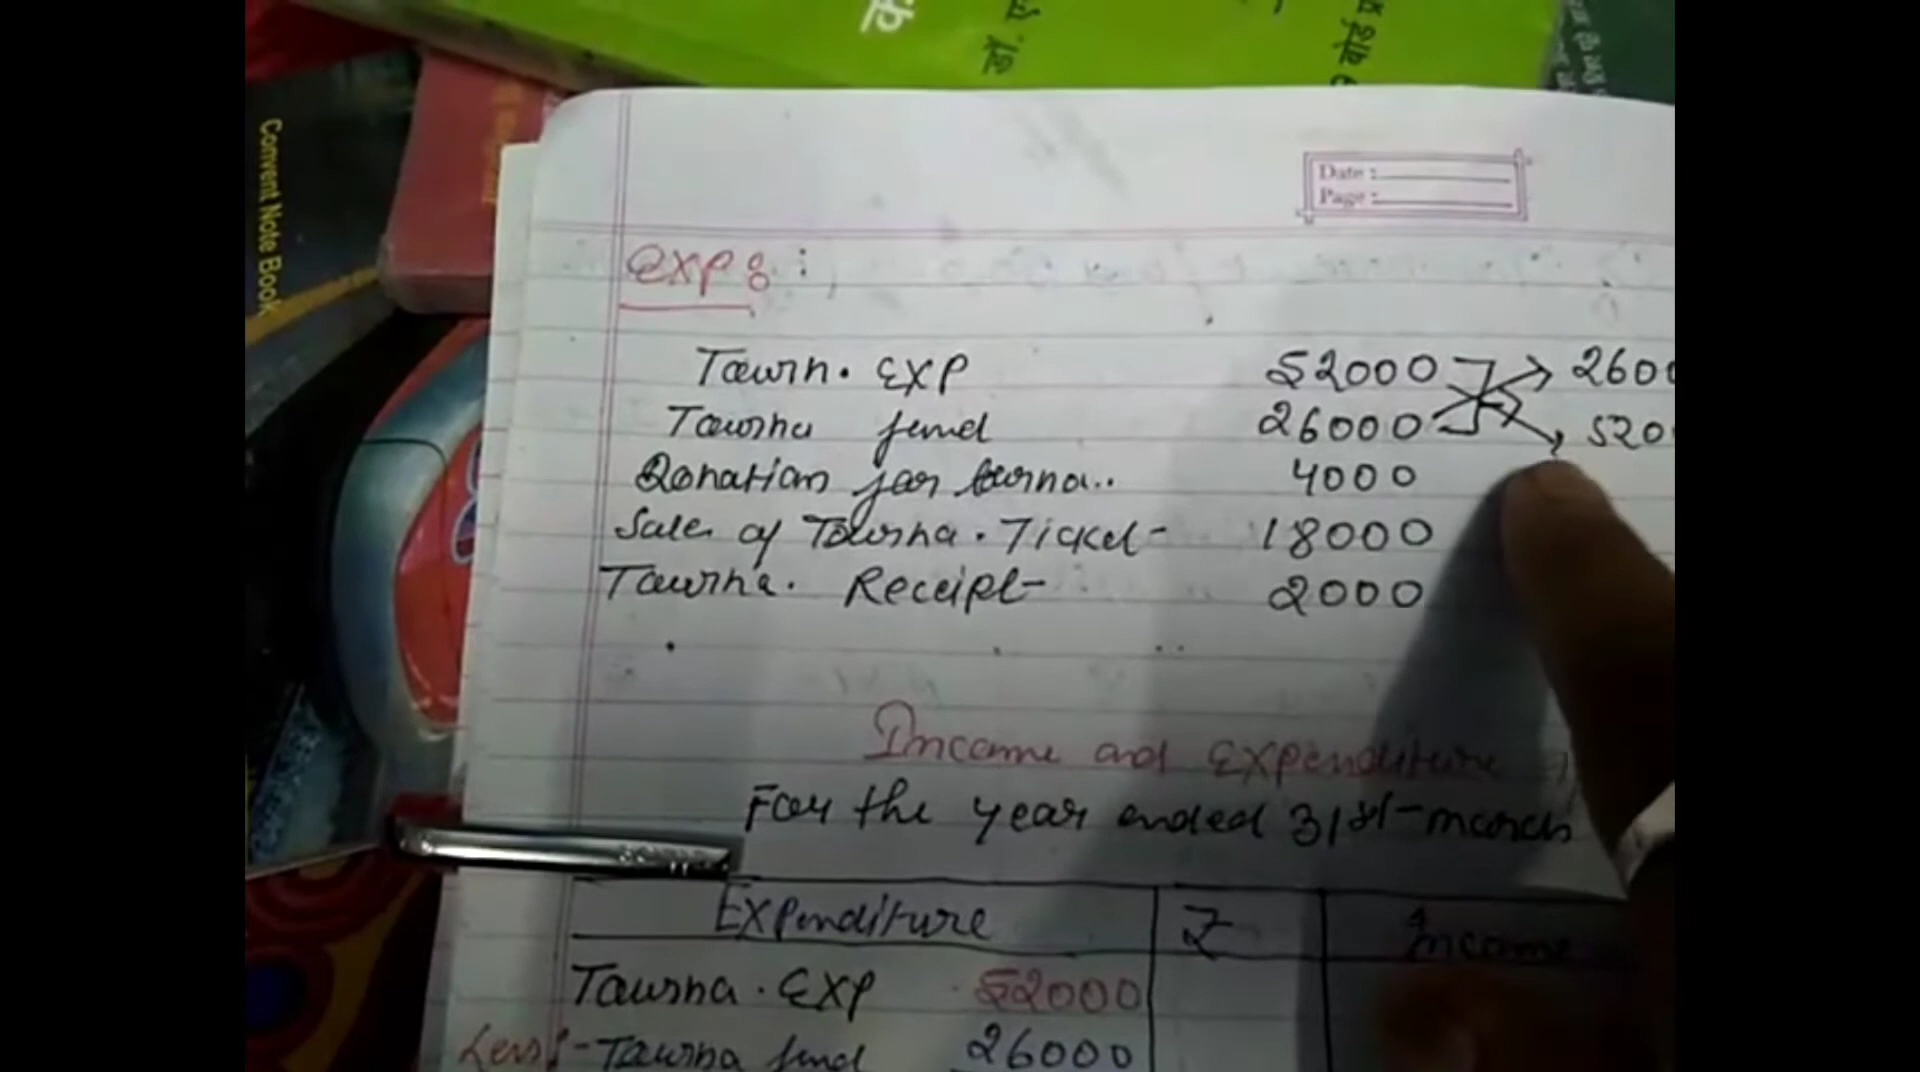 Convent Note Book
डॉ. ए
बोर्ड प्र
Date :
Page :
exp 8 :
Tourn. EXP 52000 2600
Tourna fund 26000 520
Donation for tourna.. 4000
Sale of Tourna. Ticket- 18000
Tourna. Receipt- 2000
Income and Expenditure
For the year ended 31st-march
Expenditure ₹ Income
Tourna. EXP 52000
Less:- Tourna fund 26000